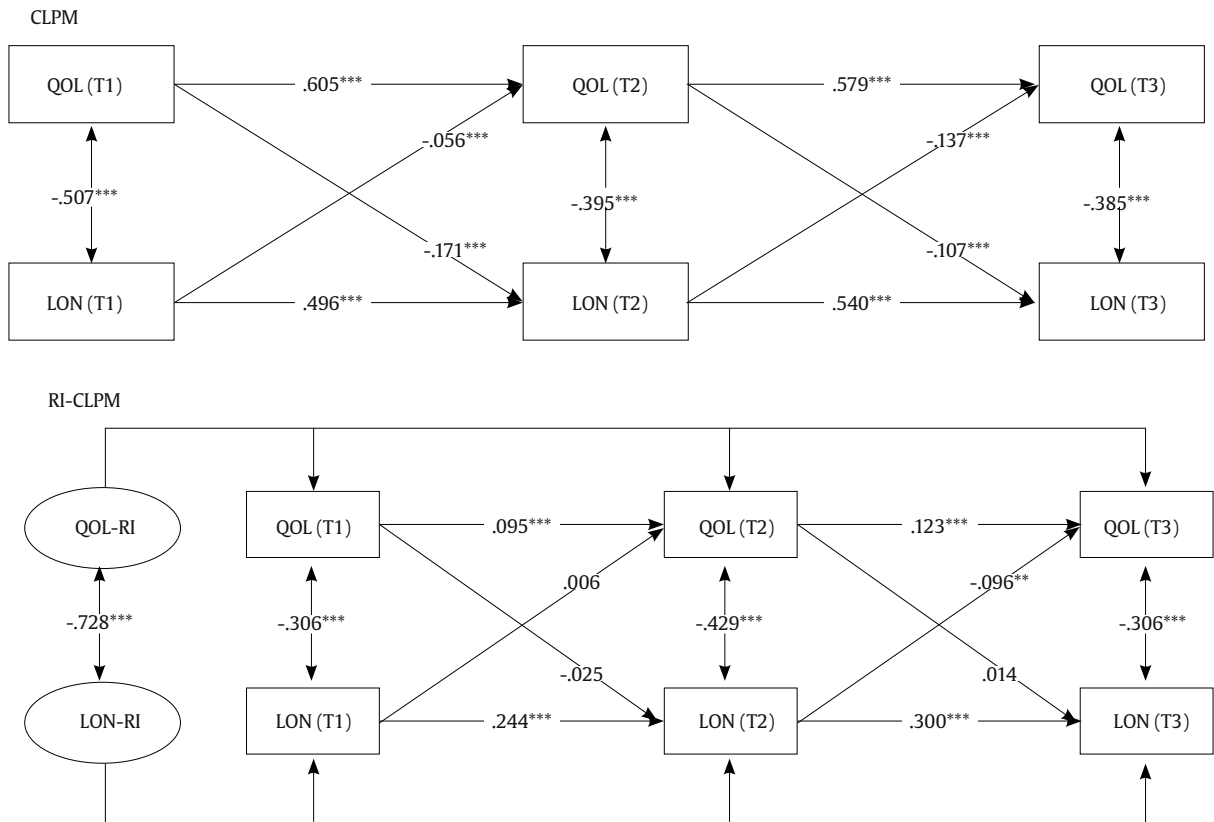 CLPM
QOL (T1)
.605***
QOL (T2)
.579***
QOL (T3)
-.056***
-.137***
-.507***
-.395***
-.385***
-.171***
-.107***
LON (T1)
.496***
LON (T2)
.540***
LON (T3)
RI-CLPM
QOL-RI
QOL (T1)
.095***
QOL (T2)
.123***
QOL (T3)
.006
-.096**
-.728***
-.306***
-.429***
-.306***
-.025
.014
LON-RI
LON (T1)
.244***
LON (T2)
.300***
LON (T3)